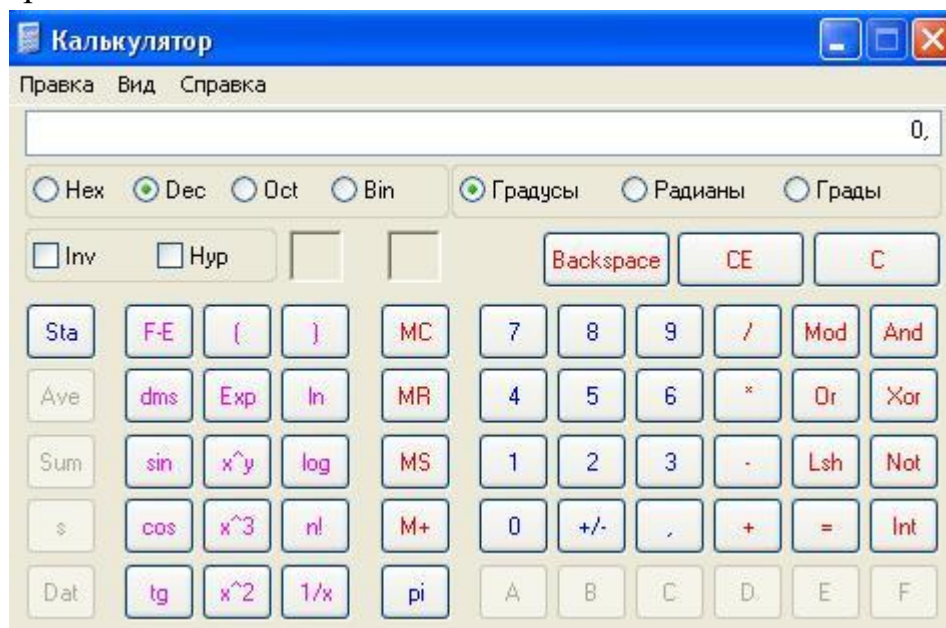 Калькулятор
Правка Вид Справка
0,
Hex Dec Oct Bin Градусы Радианы Грады
Inv Hyp Backspace CE C
Sta F-E ( ) MC 7 8 9 / Mod And
Ave dms Exp ln MR 4 5 6 * Or Xor
Sum sin x^y log MS 1 2 3 - Lsh Not
s cos x^3 n! M+ 0 +/- , + = Int
Dat tg x^2 1/x pi A B C D E F